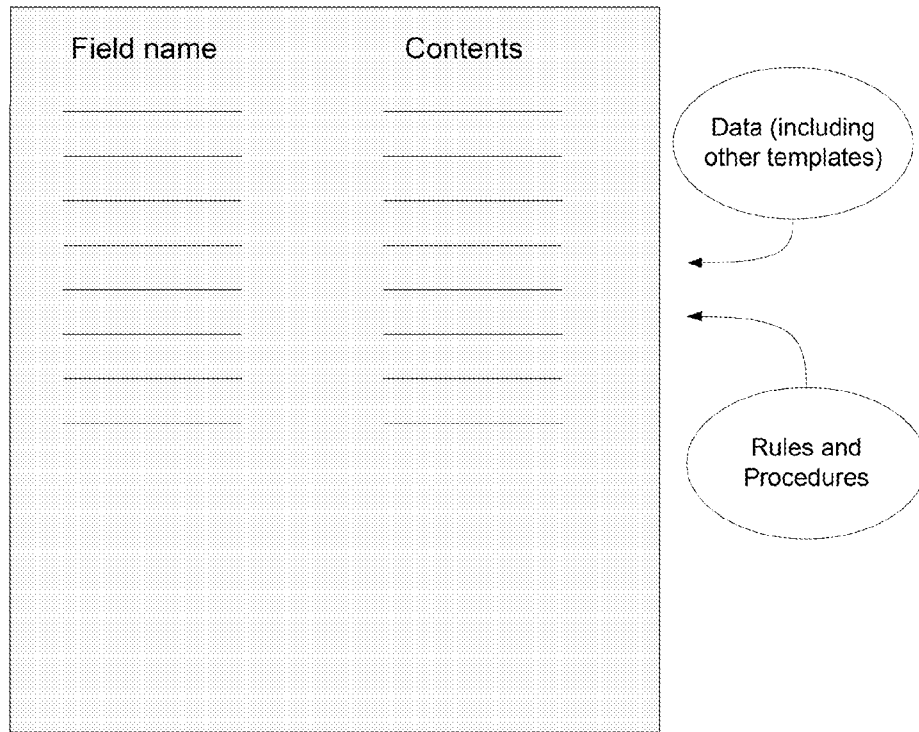 Field name
Contents
Data (including
other templates)
Rules and
Procedures